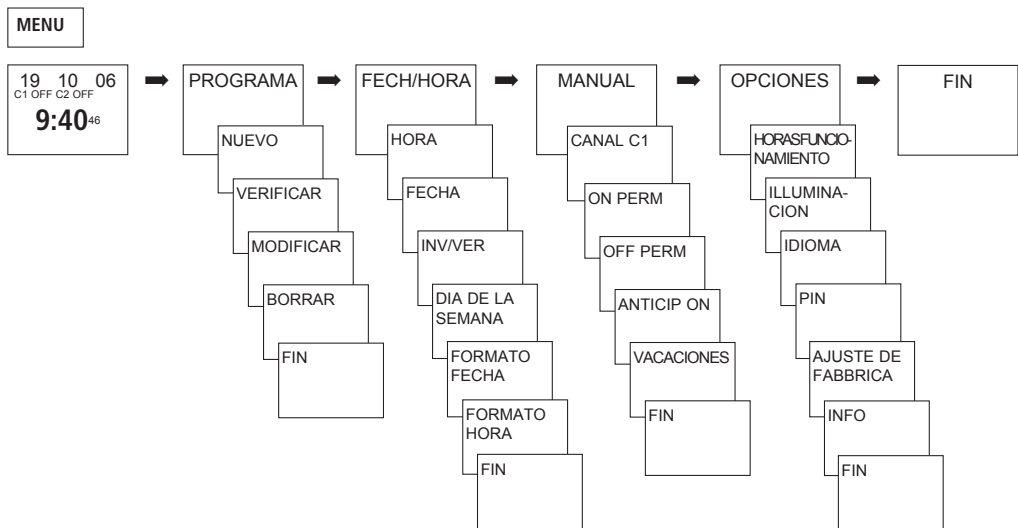 MENU
19 10 06
C1 OFF C2 OFF
9:40 46
PROGRAMA
NUEVO
VERIFICAR
MODIFICAR
BORRAR
FIN
FECH/HORA
HORA
FECHA
INV/VER
DIA DE LA
SEMANA
FORMATO
FECHA
FORMATO
HORA
FIN
MANUAL
CANAL C1
ON PERM
OFF PERM
ANTICIP ON
VACACIONES
FIN
OPCIONES
HORASFUNCIO-
NAMIENTO
ILLUMINA-
CION
IDIOMA
PIN
AJUSTE DE
FABBRICA
INFO
FIN
FIN